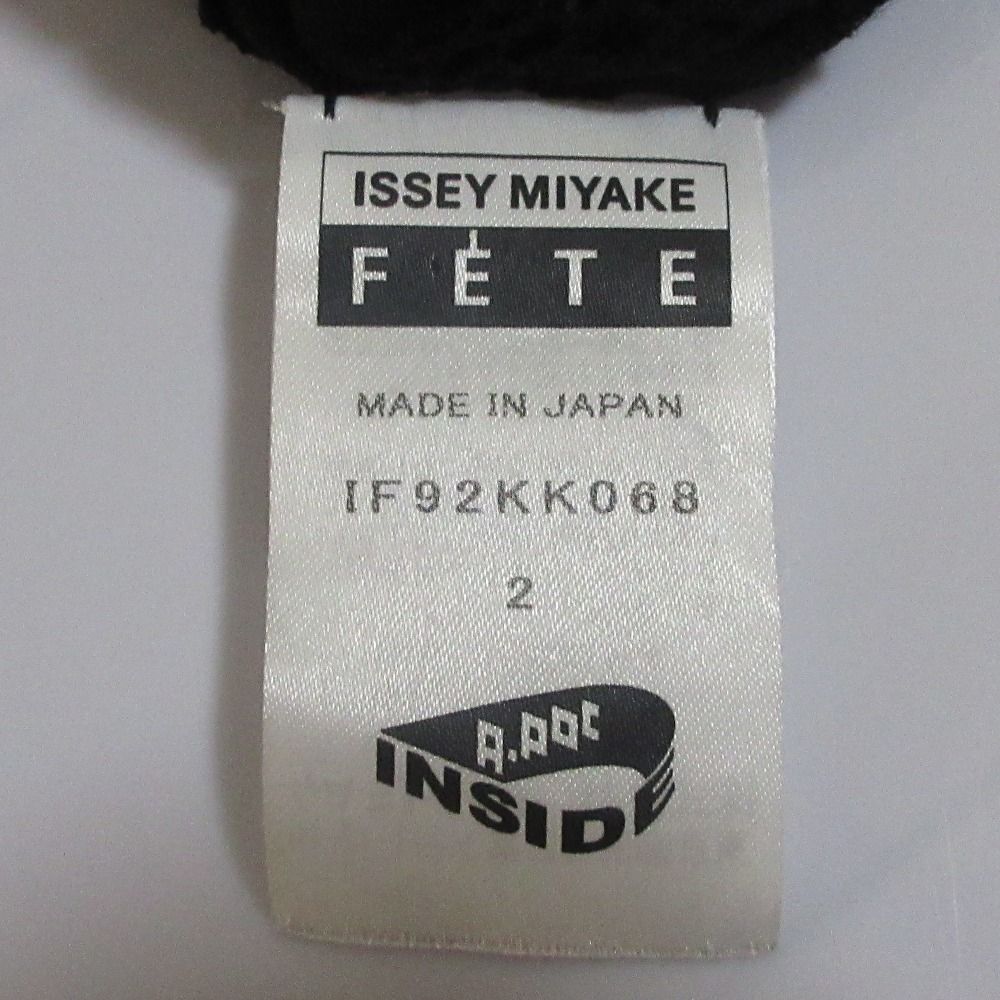 ISSEY MIYAKE
FÊTE
MADE IN JAPAN
IF92KK068
2
A-POC
INSIDE